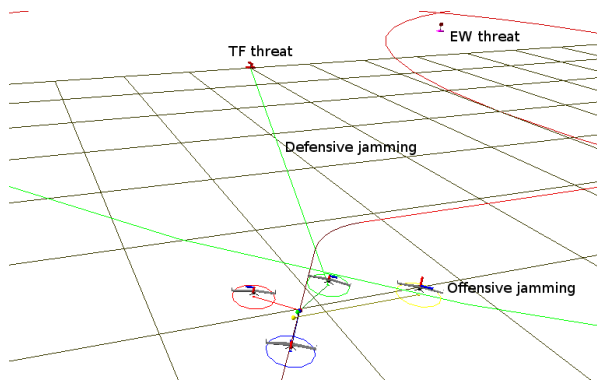 EW threat
TF threat
Defensive jamming
Offensive jamming